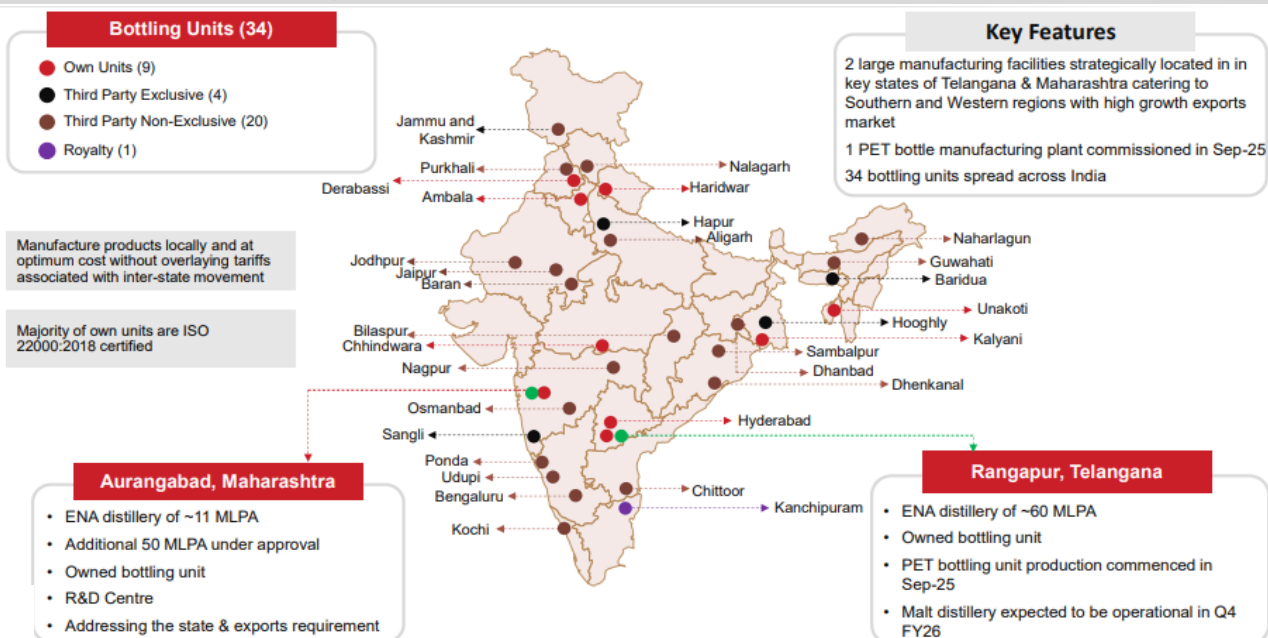 Bottling Units (34)
Own Units (9)
Third Party Exclusive (4)
Third Party Non-Exclusive (20)
Royalty (1)
Key Features
2 large manufacturing facilities strategically located in in
key states of Telangana & Maharashtra catering to
Southern and Western regions with high growth exports
market
1 PET bottle manufacturing plant commissioned in Sep-25
34 bottling units spread across India
Manufacture products locally and at
optimum cost without overlaying tariffs
associated with inter-state movement
Majority of own units are ISO
22000:2018 certified
Jammu and
Kashmir
Purkhali
Nalagarh
Derabassi
Haridwar
Ambala
Hapur
Aligarh
Naharlagun
Jodhpur
Guwahati
Jaipur
Baridua
Baran
Unakoti
Hooghly
Bilaspur
Kalyani
Chhindwara
Sambalpur
Nagpur
Dhanbad
Dhenkanal
Osmanbad
Hyderabad
Sangli
Ponda
Udupi
Chittoor
Bengaluru
Kanchipuram
Kochi
Aurangabad, Maharashtra
• ENA distillery of ~11 MLPA
• Additional 50 MLPA under approval
• Owned bottling unit
• R&D Centre
• Addressing the state & exports requirement
Rangapur, Telangana
• ENA distillery of ~60 MLPA
• Owned bottling unit
• PET bottling unit production commenced in
Sep-25
• Malt distillery expected to be operational in Q4
FY26